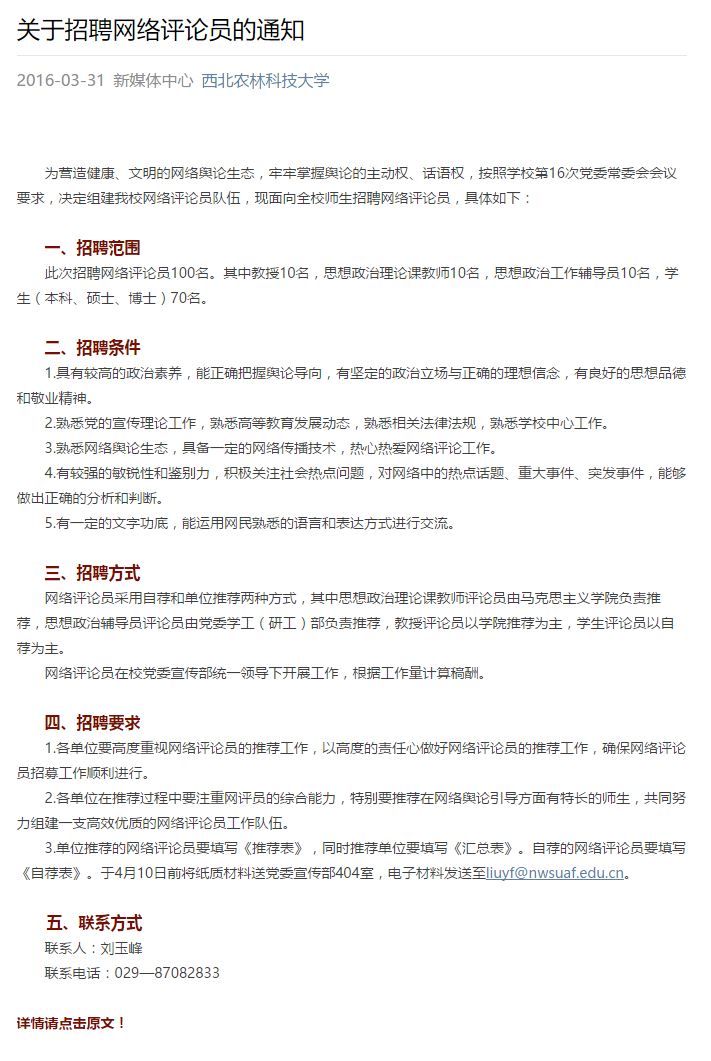 关于招聘网络评论员的通知
2016-03-31 新媒体中心 西北农林科技大学
为营造健康、文明的网络舆论生态，牢牢掌握舆论的主动权、话语权，按照学校第16次党委常委会会议
要求，决定组建我校网络评论员队伍，现面向全校师生招聘网络评论员，具体如下：
一、招聘范围
此次招聘网络评论员100名。其中教授10名，思想政治理论课教师10名，思想政治工作辅导员10名，学
生（本科、硕士、博士）70名。
二、招聘条件
1.具有较高的政治素养，能正确把握舆论导向，有坚定的政治立场与正确的理想信念，有良好的思想品德
和敬业精神。
2.熟悉党的宣传理论工作，熟悉高等教育发展动态，熟悉相关法律法规，熟悉学校中心工作。
3.熟悉网络舆论生态，具备一定的网络传播技术，热心热爱网络评论工作。
4.有较强的敏锐性和鉴别力，积极关注社会热点问题，对网络中的热点话题、重大事件、突发事件，能够
做出正确的分析和判断。
5.有一定的文字功底，能运用网民熟悉的语言和表达方式进行交流。
三、招聘方式
网络评论员采用自荐和单位推荐两种方式，其中思想政治理论课教师评论员由马克思主义学院负责推
荐，思想政治辅导员评论员由党委学工（研工）部负责推荐，教授评论员以学院推荐为主，学生评论员以自
荐为主。
网络评论员在校党委宣传部统一领导下开展工作，根据工作量计算稿酬。
四、招聘要求
1.各单位要高度重视网络评论员的推荐工作，以高度的责任心做好网络评论员的推荐工作，确保网络评论
员招募工作顺利进行。
2.各单位在推荐过程中要注重网评员的综合能力，特别要推荐在网络舆论引导方面有特长的师生，共同努
力组建一支高效优质的网络评论员工作队伍。
3.单位推荐的网络评论员要填写《推荐表》，同时推荐单位要填写《汇总表》。自荐的网络评论员要填写
《自荐表》。于4月10日前将纸质材料送党委宣传部404室，电子材料发送至liuyf@nwsuaf.edu.cn。
五、联系方式
联系人：刘玉峰
联系电话：029—87082833
详情请点击原文！